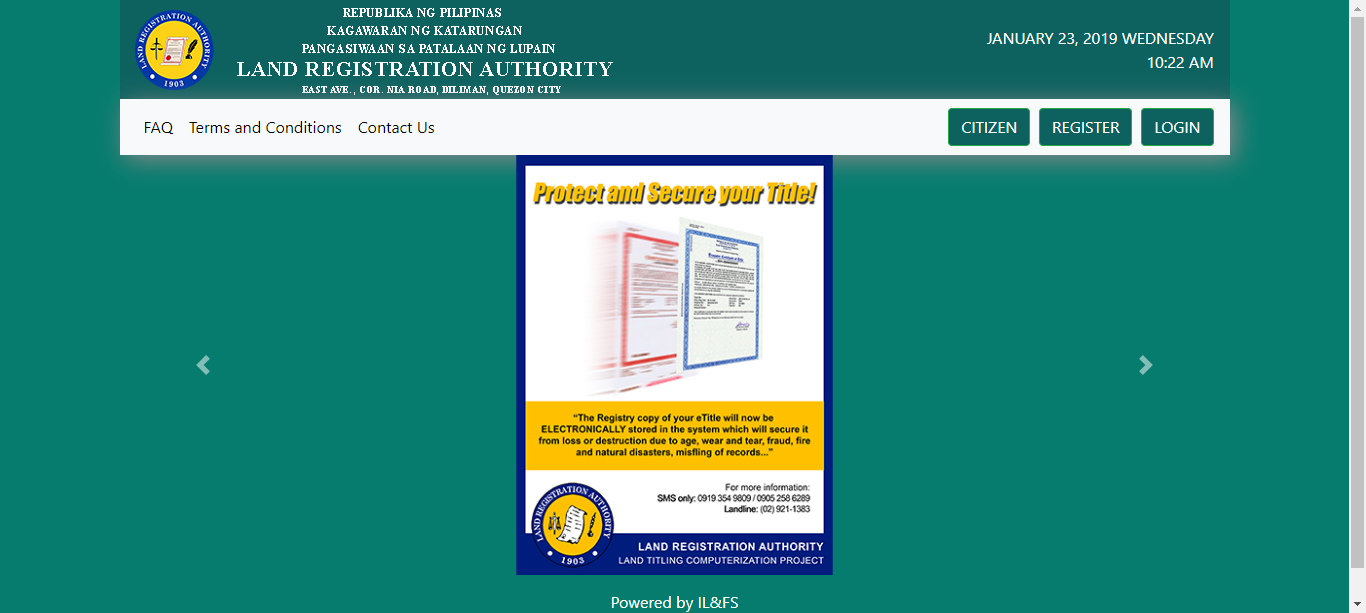 REPUBLIKA NG PILIPINAS
KAGAWARAN NG KATARUNGAN
PANGASIWAAN SA PATALAAN NG LUPAIN
LAND REGISTRATION AUTHORITY
EAST AVE., COR. NIA ROAD, DILIMAN, QUEZON CITY
LAND REGISTRATION AUTHORITY
1903
JANUARY 23, 2019 WEDNESDAY
10:22 AM
FAQ Terms and Conditions Contact Us
CITIZEN REGISTER LOGIN
Protect and Secure your Title!
“The Registry copy of your eTitle will now be
ELECTRONICALLY stored in the system which will secure it
from loss or destruction due to age, wear and tear, fraud, fire
and natural disasters, misfling of records...”
For more information:
SMS only: 0919 354 9809 / 0905 258 6289
Landline: (02) 921-1383
LAND REGISTRATION AUTHORITY
1903
LAND REGISTRATION AUTHORITY
LAND TITLING COMPUTERIZATION PROJECT
Powered by IL&FS